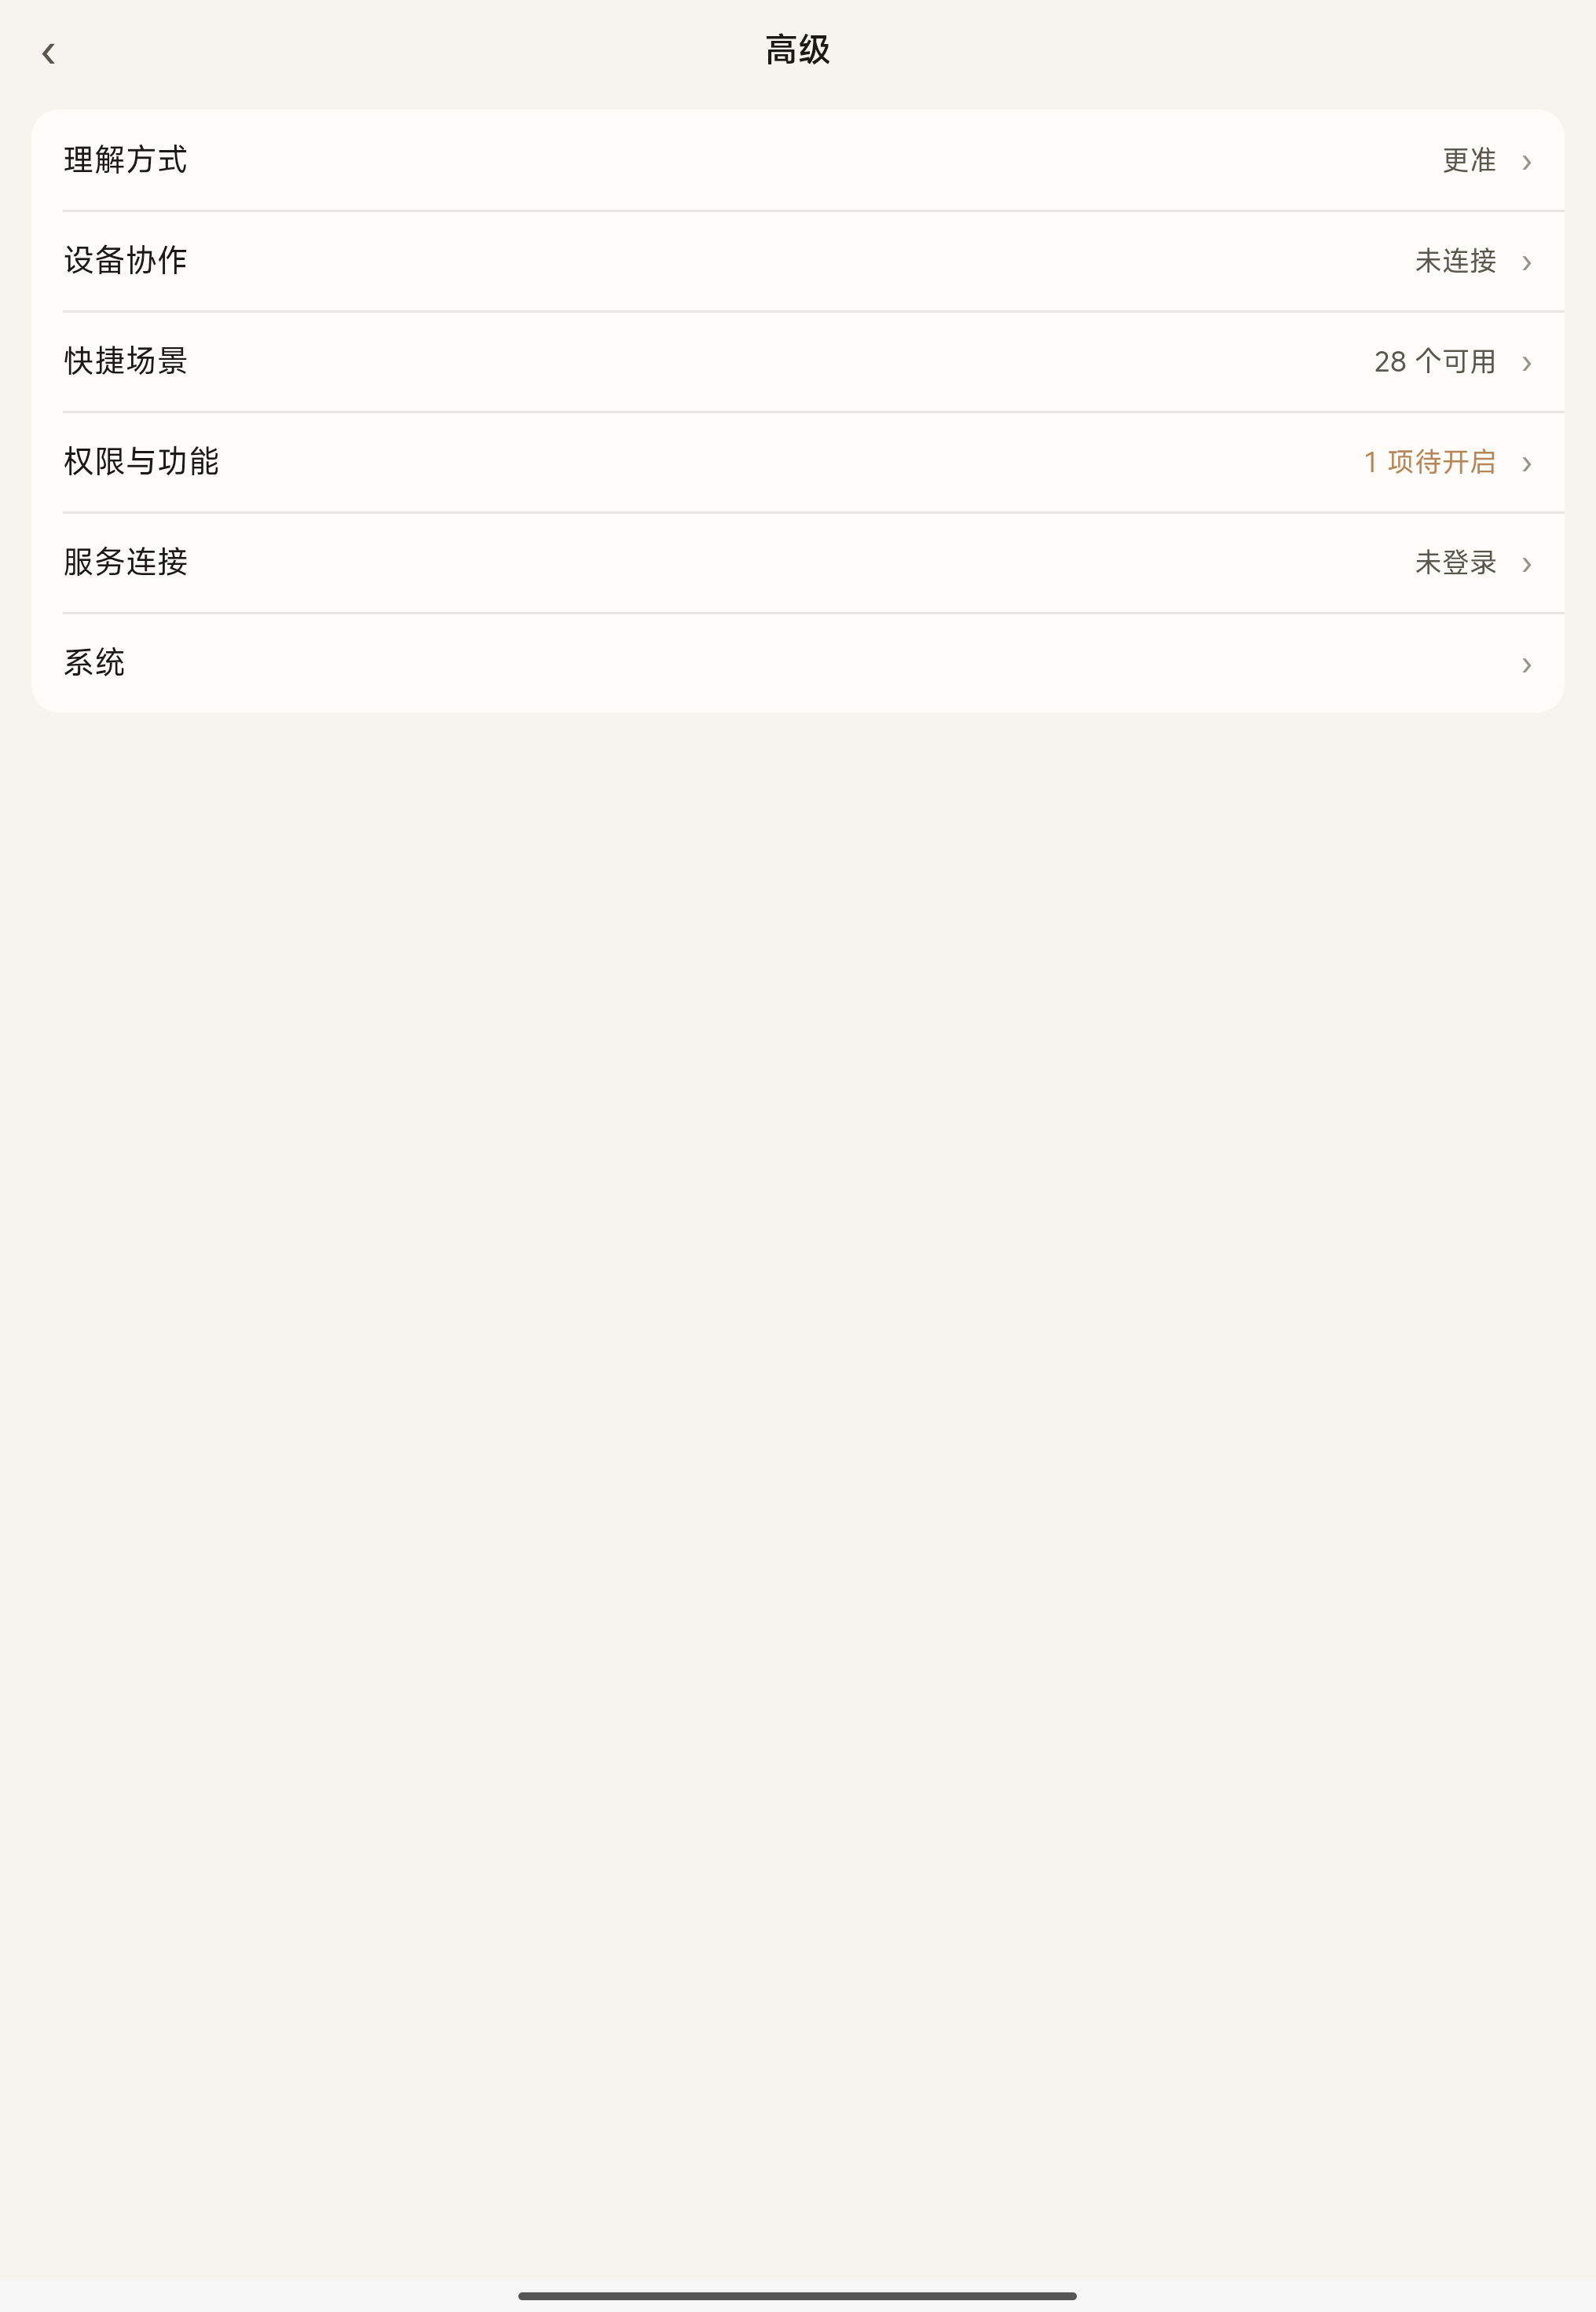 高级
理解方式 更准
设备协作 未连接
快捷场景 28 个可用
权限与功能 1 项待开启
服务连接 未登录
系统